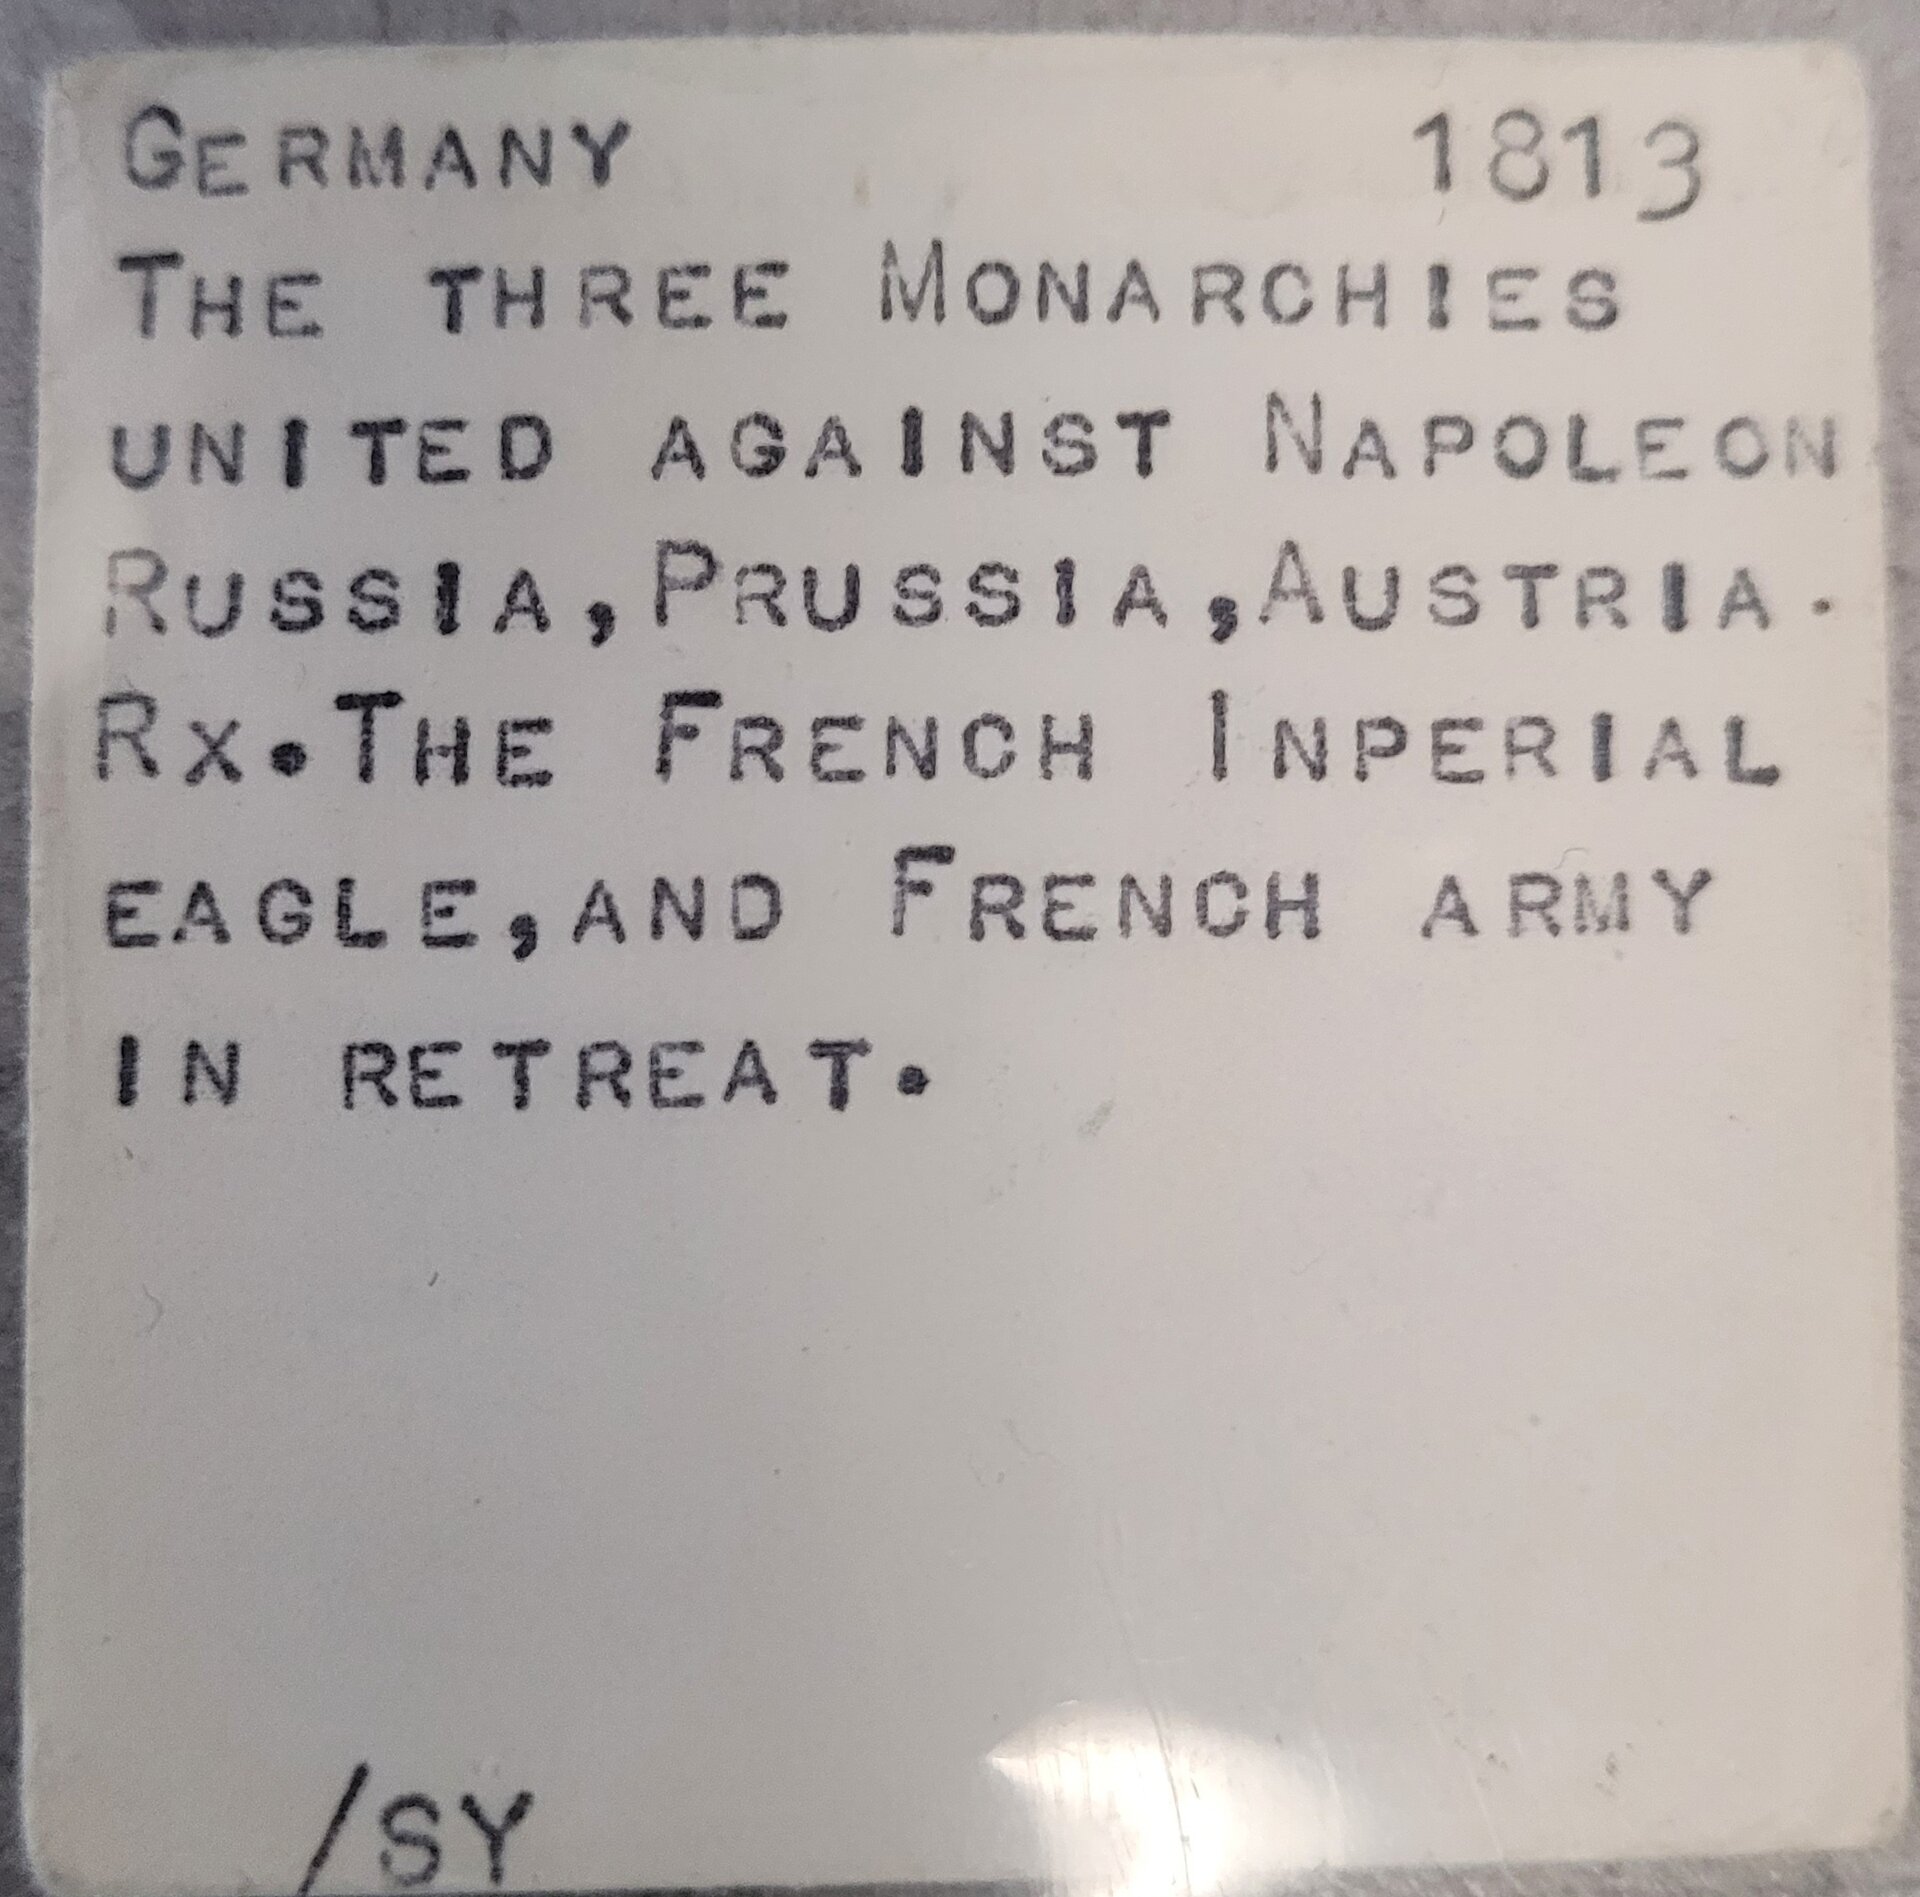 GERMANY 1813
THE THREE MONARCHIES
UNITED AGAINST NAPOLEON
RUSSIA,PRUSSIA,AUSTRIA.
RX.THE FRENCH INPERIAL
EAGLE,AND FRENCH ARMY
IN RETREAT.
/SY